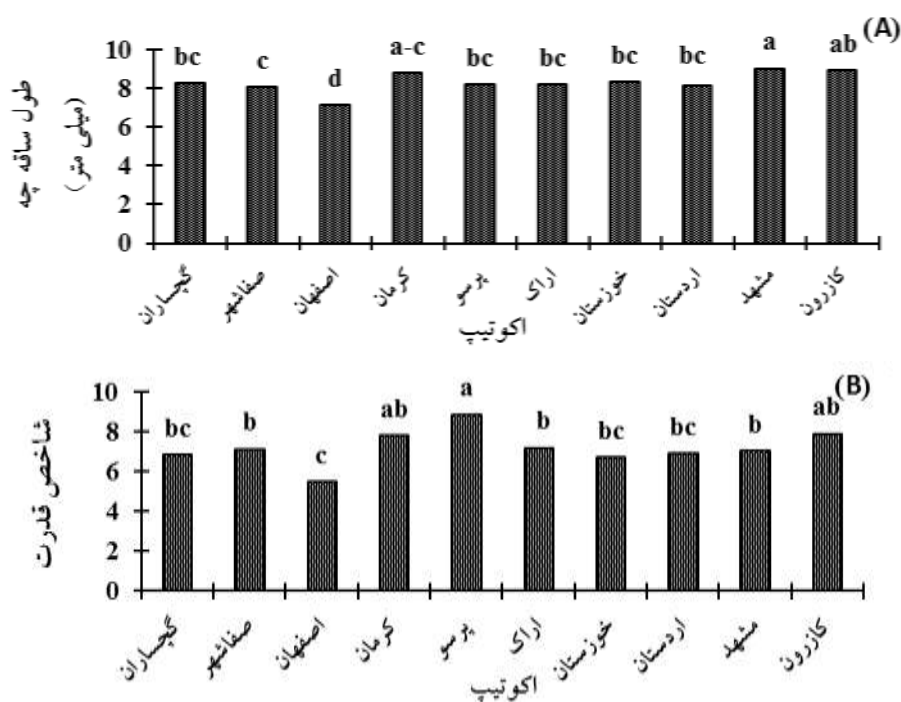 (A)
bc c d a-c bc bc bc bc a ab
10
8
6
4
2
0
طول ساقه چه
(میلی متر)
گچساران صفاشهر اصفهان کرمان پرسو اراک خوزستان اردستان مشهد کازرون
اکوتیپ
(B)
bc b c ab a b bc bc b ab
10
8
6
4
2
0
شاخص قدرت
گچساران صفاشهر اصفهان کرمان پرسو اراک خوزستان اردستان مشهد کازرون
اکوتیپ